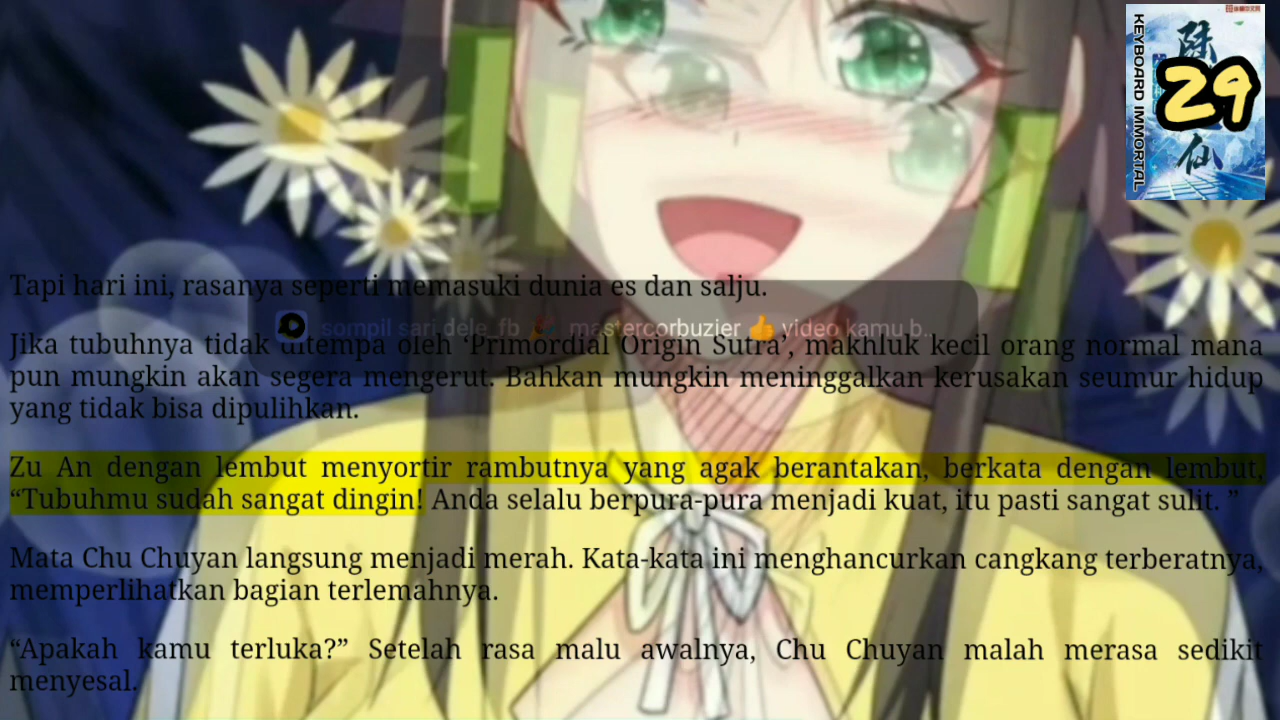 陸
KEYBOARD IMMORTAL
29
仙
Tapi hari ini, rasanya seperti memasuki dunia es dan salju.
sompil sari dele_fb 🎉 mastercorbuzier 👍 video kamu b...
Jika tubuhnya tidak ditempa oleh ‘Primordial Origin Sutra’, makhluk kecil orang normal mana
pun mungkin akan segera mengerut. Bahkan mungkin meninggalkan kerusakan seumur hidup
yang tidak bisa dipulihkan.
Zu An dengan lembut menyortir rambutnya yang agak berantakan, berkata dengan lembut,
“Tubuhmu sudah sangat dingin! Anda selalu berpura-pura menjadi kuat, itu pasti sangat sulit. ”
Mata Chu Chuyan langsung menjadi merah. Kata-kata ini menghancurkan cangkang terberatnya,
memperlihatkan bagian terlemahnya.
“Apakah kamu terluka?” Setelah rasa malu awalnya, Chu Chuyan malah merasa sedikit
menyesal.